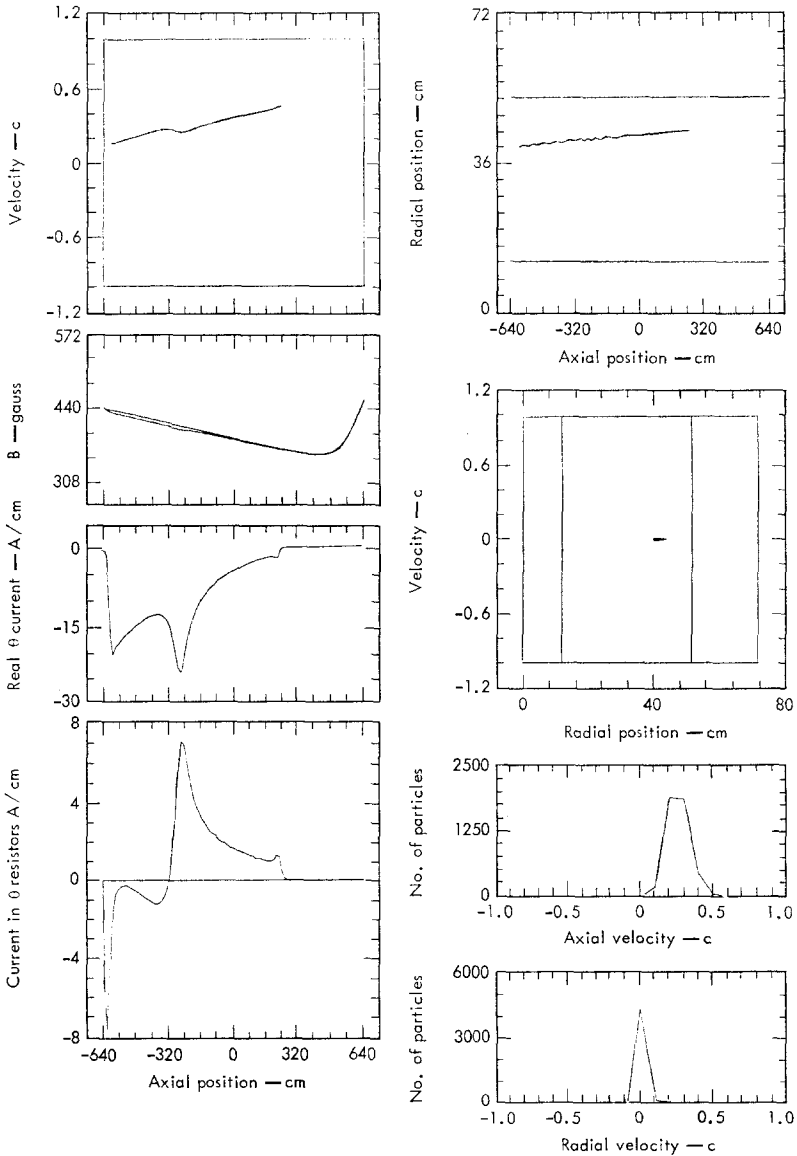 1.2
0.6
0
-0.6
-1.2
Velocity — c
572
440
308
B — gauss
0
-15
-30
Real θ current — A/cm
8
4
0
-4
-8
Current in θ resistors A/cm
-640 -320 0 320 640
Axial position — cm
72
36
0
Radial position — cm
-640 -320 0 320 640
Axial position — cm
1.2
0.6
0
-0.6
-1.2
Velocity — c
0 40 80
Radial position — cm
2500
1250
0
No. of particles
-1.0 -0.5 0 0.5 1.0
Axial velocity — c
6000
3000
0
No. of particles
-1.0 -0.5 0 0.5 1.0
Radial velocity — c